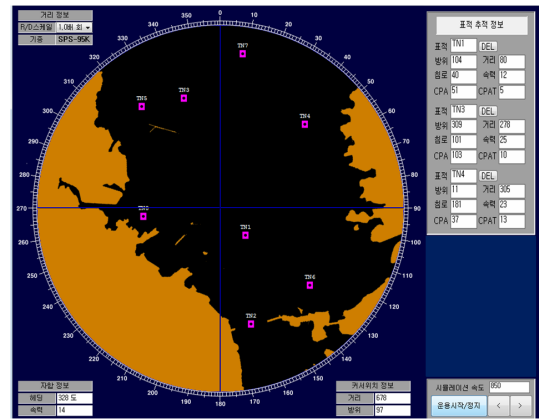 거리 정보
R/D스케일 1,0배 회
기종 SPS-95K
표적 추적 정보
표적 TN1 DEL
방위 104 거리 80
침로 40 속력 12
CPA 51 CPAT 5
표적 TN3 DEL
방위 309 거리 278
침로 101 속력 25
CPA 103 CPAT 10
표적 TN4 DEL
방위 11 거리 305
침로 181 속력 23
CPA 37 CPAT 13
340 350 0 10 20
330 30
320 40
310 50
300 60
290 70
280 80
270 90
260 100
250 110
240 120
230 130
220 140
210 150
200 190 180 170 160
TN7
TN5 TN3
TN4
TN1
TN6
TN2
자함 정보
헤딩 328 도
속력 14
커서위치 정보
거리 678
방위 97
시뮬레이션 속도 850
운용시작/정지 < >